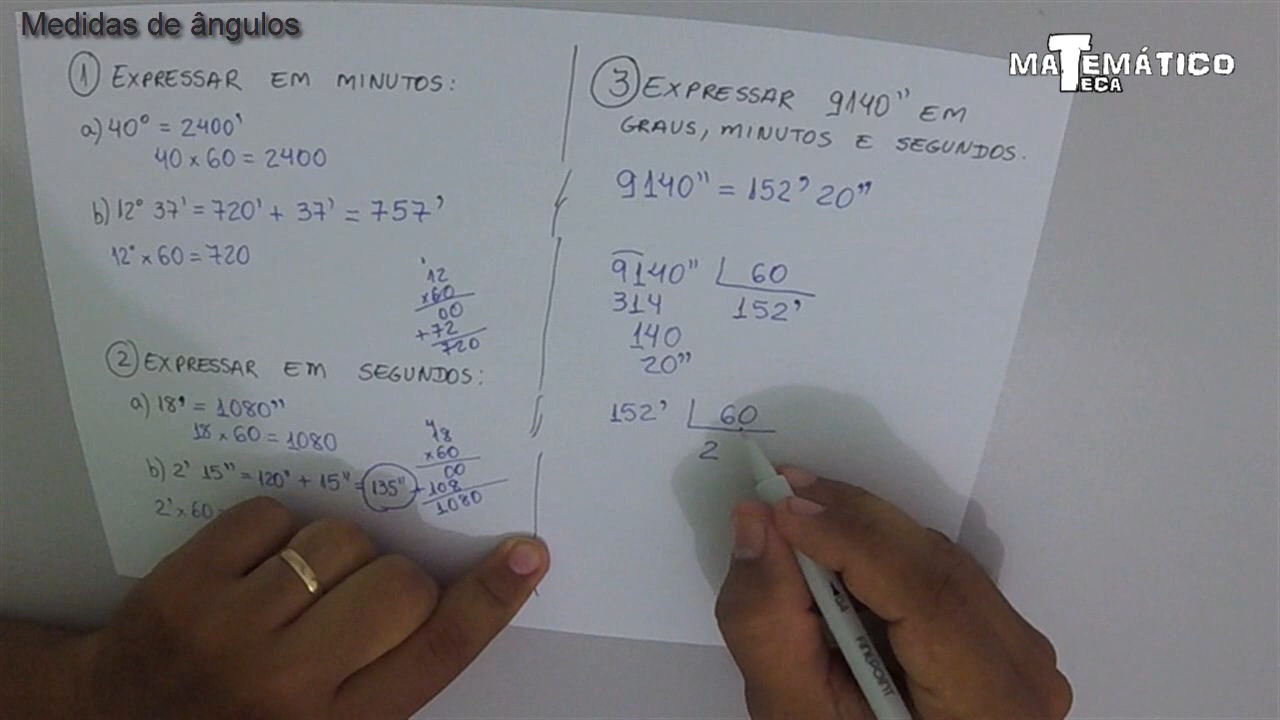 Medidas de ângulos
MATEMÁTICO
TECA
1 EXPRESSAR EM MINUTOS:
a) 40° = 2400'
40 x 60 = 2400
b) 12° 37' = 720' + 37' = 757'
12° x 60 = 720
12
x60
00
+72
720
2 EXPRESSAR EM SEGUNDOS:
a) 18' = 1080"
18 x 60 = 1080
18
x60
00
+108
1080
b) 2' 15" = 120" + 15" = 135"
2' x 60 =
3 EXPRESSAR 9140" EM
GRAUS, MINUTOS E SEGUNDOS.
9140" = 152' 20"
9140" 60
314 152'
140
20"
152' 60
2
FINEPOINT